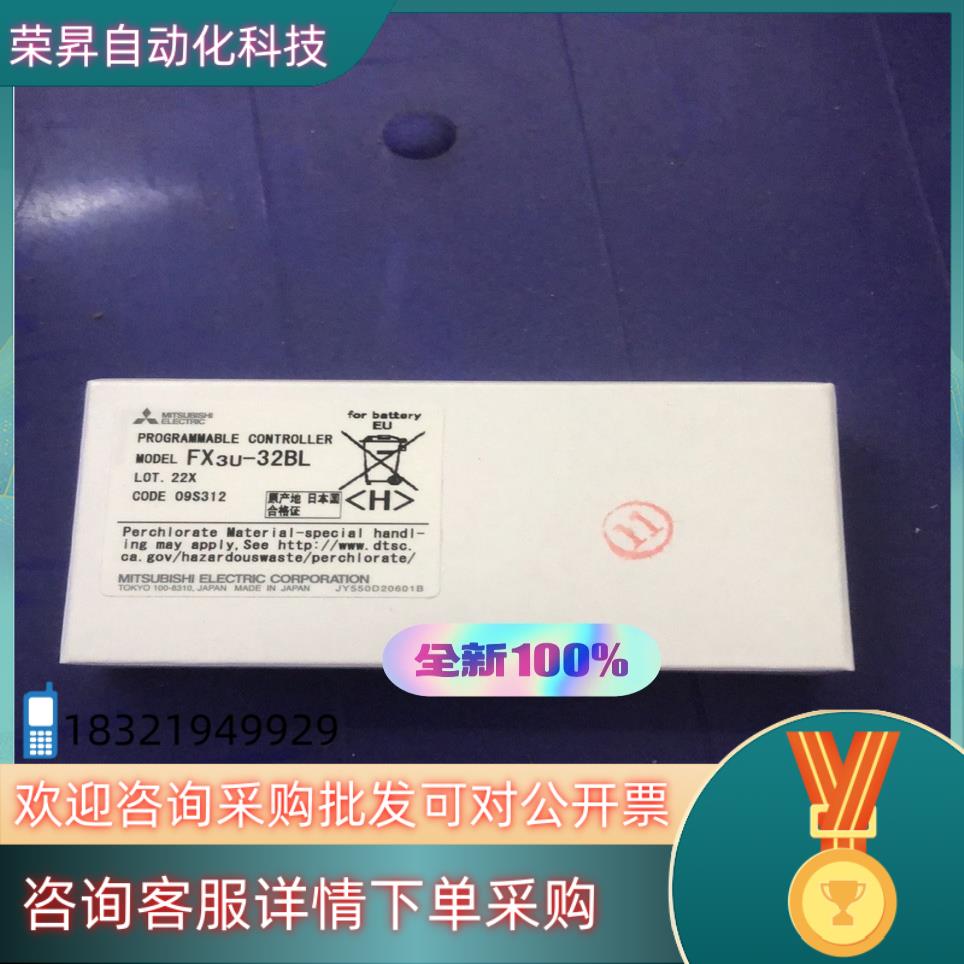 荣昇自动化科技
MITSUBISHI
ELECTRIC
for battery
EU
PROGRAMMABLE CONTROLLER
MODEL FX3U-32BL
LOT. 22X
CODE 09S312
原产地 日本国
合格证
<H>
Perchlorate Material-special handl-
ing may apply. See http://www.dtsc.
ca.gov/hazardouswaste/perchlorate/
MITSUBISHI ELECTRIC CORPORATION
TOKYO 100-8310, JAPAN MADE IN JAPAN JY550D20601B
全新100%
18321949929
欢迎咨询采购批发可对公开票
咨询客服详情下单采购